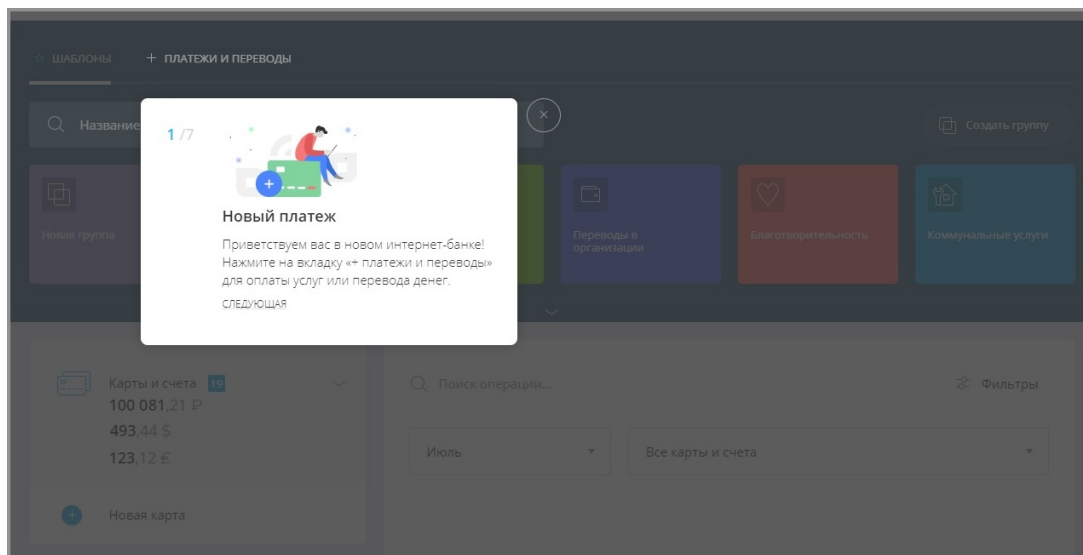 ШАБЛОНЫ
+ ПЛАТЕЖИ И ПЕРЕВОДЫ
Название
Создать группу
1 /7
Новый платеж
Приветствуем вас в новом интернет-банке!
Нажмите на вкладку «+ платежи и переводы»
для оплаты услуг или перевода денег.
СЛЕДУЮЩАЯ
Новая группа
Переводы в
организации
Благотворительность
Коммунальные услуги
Карты и счета 19
100 081,21 ₽
493,44 $
123,12 €
Новая карта
Поиск операции...
Фильтры
Июль
Все карты и счета